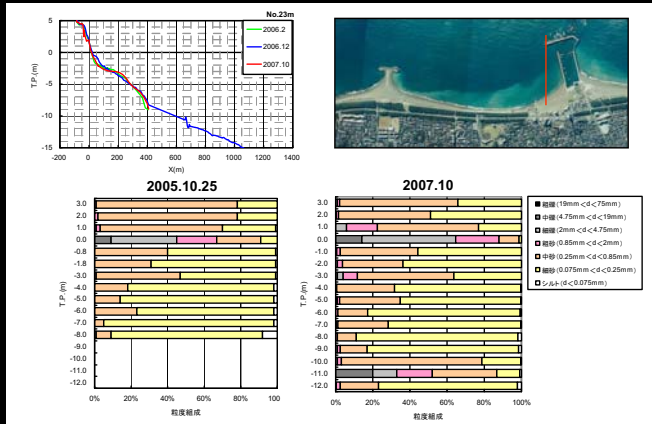 No.23m
5
0
-5
-10
-15
T.P.(m)
-200 0 200 400 600 800 1000 1200 1400
X(m)
2006.2
2006.12
2007.10
2005.10.25
3.0
2.0
1.0
0.0
-0.8
-1.8
-3.0
-4.0
-5.0
-6.0
-7.0
-8.0
-9.0
-10.0
-11.0
-12.0
T.P.(m)
0% 20% 40% 60% 80% 100
粒度組成
2007.10
3.0
2.0
1.0
0.0
-1.0
-2.0
-3.0
-4.0
-5.0
-6.0
-7.0
-8.0
-9.0
-10.0
-11.0
-12.0
T.P.(m)
0% 20% 40% 60% 80% 100%
粒度組成
粗礫(19mm<d<75mm)
中礫(4.75mm<d<19mm)
細礫(2mm<d<4.75mm)
粗砂(0.85mm<d<2mm)
中砂(0.25mm<d<0.85mm)
細砂(0.075mm<d<0.25mm)
シルト(d<0.075mm)